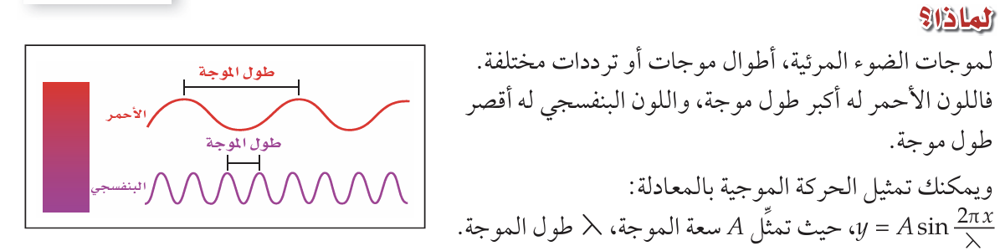 لماذا؟
لموجات الضوء المرئية، أطوال موجات أو ترددات مختلفة.
فاللون الأحمر له أكبر طول موجة، واللون البنفسجي له أقصر
طول موجة.
ويمكنك تمثيل الحركة الموجية بالمعادلة:
y = A sin \frac{2π x}{λ}، حيث تمثِّل A سعة الموجة، λ طول الموجة.
طول الموجة
الأحمر
طول الموجة
البنفسجي